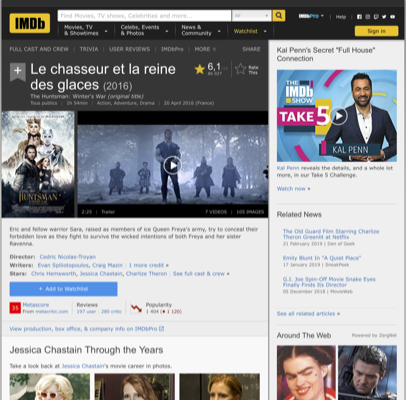 IMDb
Find Movies, TV shows, Celebrities and more...
All
IMDbPro
Help
Movies, TV & Showtimes
Celebs, Events & Photos
News & Community
Watchlist
Sign in
FULL CAST AND CREW | TRIVIA | USER REVIEWS | IMDbPro | MORE
SHARE
Le chasseur et la reine des glaces (2016)
The Huntsman: Winter's War (original title)
6,1
Rate This
Tous publics | 1h 54min | Action, Adventure, Drama | 20 April 2016 (France)
HUNTSMAN
2:25 | Trailer
7 VIDEOS | 105 IMAGES
Eric and fellow warrior Sara, raised as members of ice Queen Freya's army, try to conceal their
forbidden love as they fight to survive the wicked intentions of both Freya and her sister
Ravenna.
Director: Cedric Nicolas-Troyan
Writers: Evan Spiliotopoulos, Craig Mazin | 1 more credit »
Stars: Chris Hemsworth, Jessica Chastain, Charlize Theron | See full cast & crew »
+ Add to Watchlist
35
Metascore
From metacritic.com
Reviews
197 user | 280 critic
Popularity
1 404
View production, box office, & company info on IMDbPro
Jessica Chastain Through the Years
Take a look back at Jessica Chastain's movie career in photos.
Kal Penn's Secret "Full House"
Connection
THE
IMDb
SHOW
TAKE 5
KAL PENN
Kal Penn reveals the details, and a whole lot
more, in our Take 5 Challenge.
Watch now »
Related News
The Old Guard Film Starring Charlize
Theron Greenlit at Netflix
21 February 2019 | Den of Geek
Emily Blunt In "A Quiet Place"
17 January 2019 | SneakPeek
G.I. Joe Spin-Off Movie Snake Eyes
Finally Finds Its Director
05 December 2018 | MovieWeb
See all related articles »
Around The Web
Powered by ZergNet